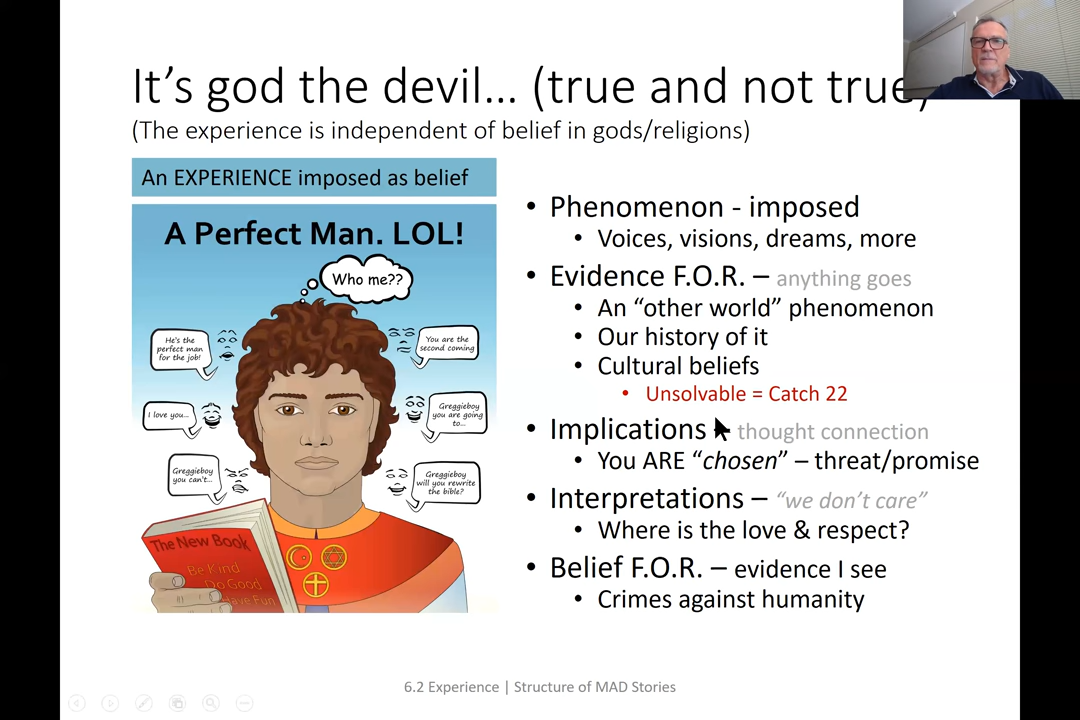 It's god the devil... (true and not true)
(The experience is independent of belief in gods/religions)
An EXPERIENCE imposed as belief
A Perfect Man. LOL!
Who me??
He's the
perfect man
for the job!
You are the
second coming
I love you...
Greggieboy
you are going
to...
Greggieboy
you can't...
Greggieboy
will you rewrite
the bible?
The New Book
Be Kind
Do Good
Have Fun
• Phenomenon - imposed
• Voices, visions, dreams, more
• Evidence F.O.R. – anything goes
• An "other world" phenomenon
• Our history of it
• Cultural beliefs
• Unsolvable = Catch 22
• Implications – thought connection
• You ARE "chosen" – threat/promise
• Interpretations – "we don't care"
• Where is the love & respect?
• Belief F.O.R. – evidence I see
• Crimes against humanity
6.2 Experience | Structure of MAD Stories